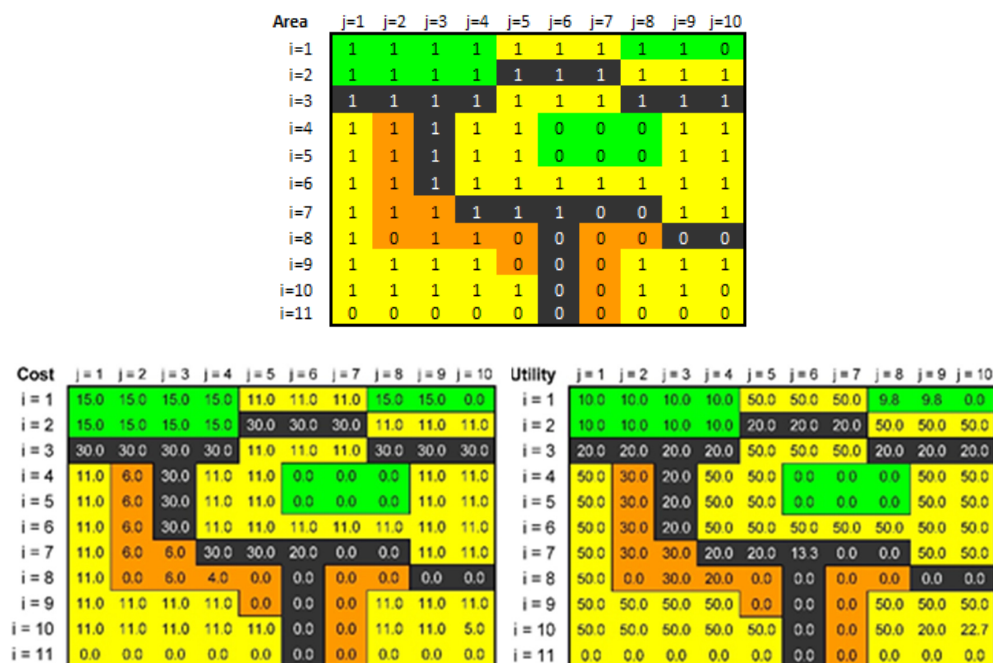 Area j=1 j=2 j=3 j=4 j=5 j=6 j=7 j=8 j=9 j=10
i=1 1 1 1 1 1 1 1 1 1 0
i=2 1 1 1 1 1 1 1 1 1 1
i=3 1 1 1 1 1 1 1 1 1 1
i=4 1 1 1 1 1 0 0 0 1 1
i=5 1 1 1 1 1 0 0 0 1 1
i=6 1 1 1 1 1 1 1 1 1 1
i=7 1 1 1 1 1 1 0 0 1 1
i=8 1 0 1 1 0 0 0 0 0 0
i=9 1 1 1 1 0 0 0 1 1 1
i=10 1 1 1 1 1 0 0 1 1 0
i=11 0 0 0 0 0 0 0 0 0 0
Cost j = 1 j = 2 j = 3 j = 4 j = 5 j = 6 j = 7 j = 8 j = 9 j = 10
i = 1 15.0 15.0 15.0 15.0 11.0 11.0 11.0 15.0 15.0 0.0
i = 2 15.0 15.0 15.0 15.0 30.0 30.0 30.0 11.0 11.0 11.0
i = 3 30.0 30.0 30.0 30.0 11.0 11.0 11.0 30.0 30.0 30.0
i = 4 11.0 6.0 30.0 11.0 11.0 0.0 0.0 0.0 11.0 11.0
i = 5 11.0 6.0 30.0 11.0 11.0 0.0 0.0 0.0 11.0 11.0
i = 6 11.0 6.0 30.0 11.0 11.0 11.0 11.0 11.0 11.0 11.0
i = 7 11.0 6.0 6.0 30.0 30.0 20.0 0.0 0.0 11.0 11.0
i = 8 11.0 0.0 6.0 4.0 0.0 0.0 0.0 0.0 0.0 0.0
i = 9 11.0 11.0 11.0 11.0 0.0 0.0 0.0 11.0 11.0 11.0
i = 10 11.0 11.0 11.0 11.0 11.0 0.0 0.0 11.0 11.0 5.0
i = 11 0.0 0.0 0.0 0.0 0.0 0.0 0.0 0.0 0.0 0.0
Utility j = 1 j = 2 j = 3 j = 4 j = 5 j = 6 j = 7 j = 8 j = 9 j = 10
i = 1 10.0 10.0 10.0 10.0 50.0 50.0 50.0 9.8 9.8 0.0
i = 2 10.0 10.0 10.0 10.0 20.0 20.0 20.0 50.0 50.0 50.0
i = 3 20.0 20.0 20.0 20.0 50.0 50.0 50.0 20.0 20.0 20.0
i = 4 50.0 30.0 20.0 50.0 50.0 0.0 0.0 0.0 50.0 50.0
i = 5 50.0 30.0 20.0 50.0 50.0 0.0 0.0 0.0 50.0 50.0
i = 6 50.0 30.0 20.0 50.0 50.0 50.0 50.0 50.0 50.0 50.0
i = 7 50.0 30.0 30.0 20.0 20.0 13.3 0.0 0.0 50.0 50.0
i = 8 50.0 0.0 30.0 20.0 0.0 0.0 0.0 0.0 0.0 0.0
i = 9 50.0 50.0 50.0 50.0 0.0 0.0 0.0 50.0 50.0 50.0
i = 10 50.0 50.0 50.0 50.0 50.0 0.0 0.0 50.0 20.0 22.7
i = 11 0.0 0.0 0.0 0.0 0.0 0.0 0.0 0.0 0.0 0.0